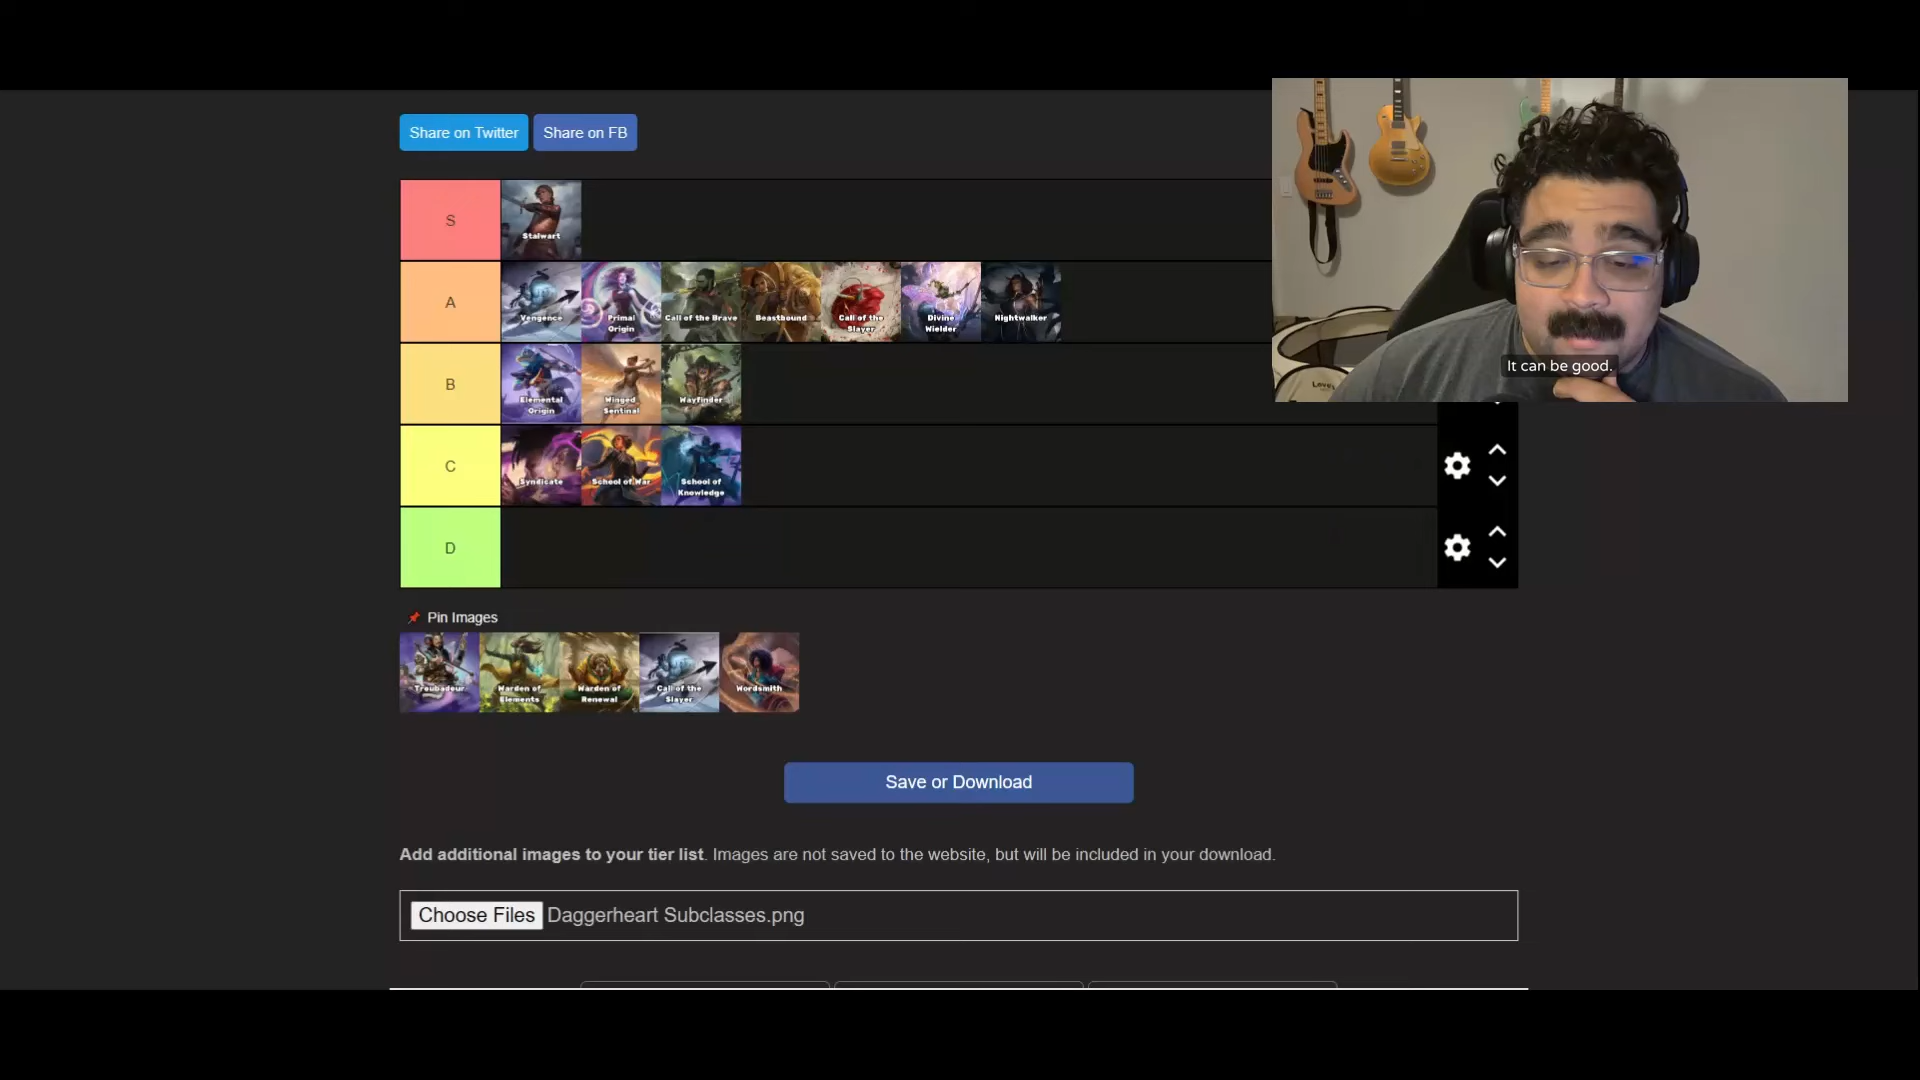 Share on Twitter
Share on FB
S
Stalwart
A
Vengence
Primal
Origin
Call of the Brave
Beastbound
Call of the
Slayer
Divine
Wielder
Nightwalker
It can be good.
B
Elemental
Origin
Winged
Sentinal
Wayfinder
C
Syndicate
School of War
School of
Knowledge
D
Pin Images
Troubadour
Warden of
Elements
Warden of
Renewal
Call of the
Slayer
Wordsmith
Save or Download
Add additional images to your tier list. Images are not saved to the website, but will be included in your download.
Choose Files Daggerheart Subclasses.png